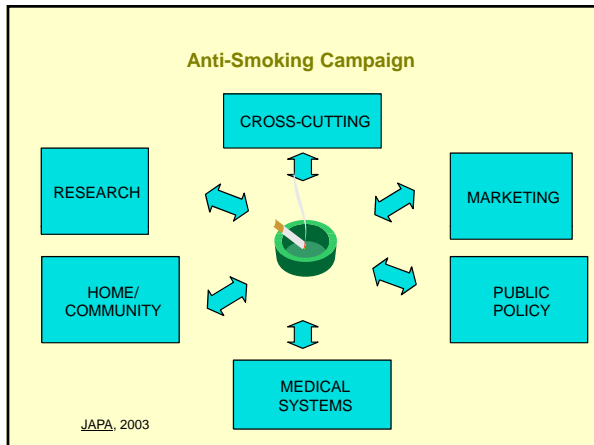 Anti-Smoking Campaign
CROSS-CUTTING
RESEARCH
MARKETING
HOME/
COMMUNITY
PUBLIC
POLICY
MEDICAL
SYSTEMS
JAPA, 2003